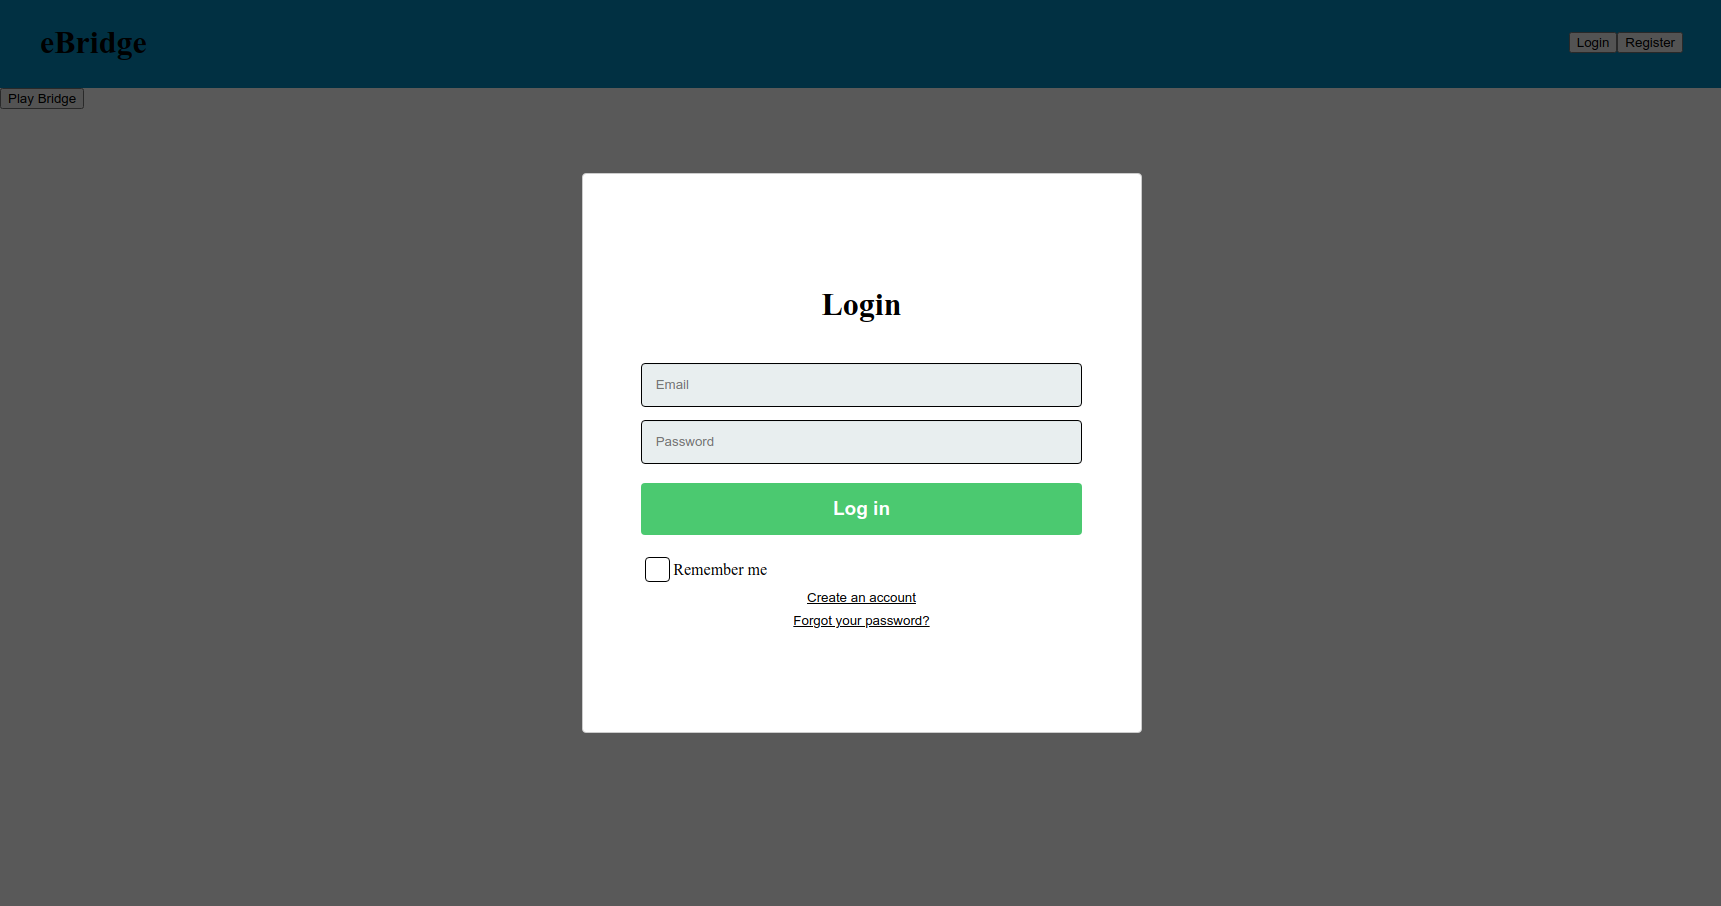 eBridge
Login Register
Play Bridge
Login
Email
Password
Log in
Remember me
Create an account
Forgot your password?